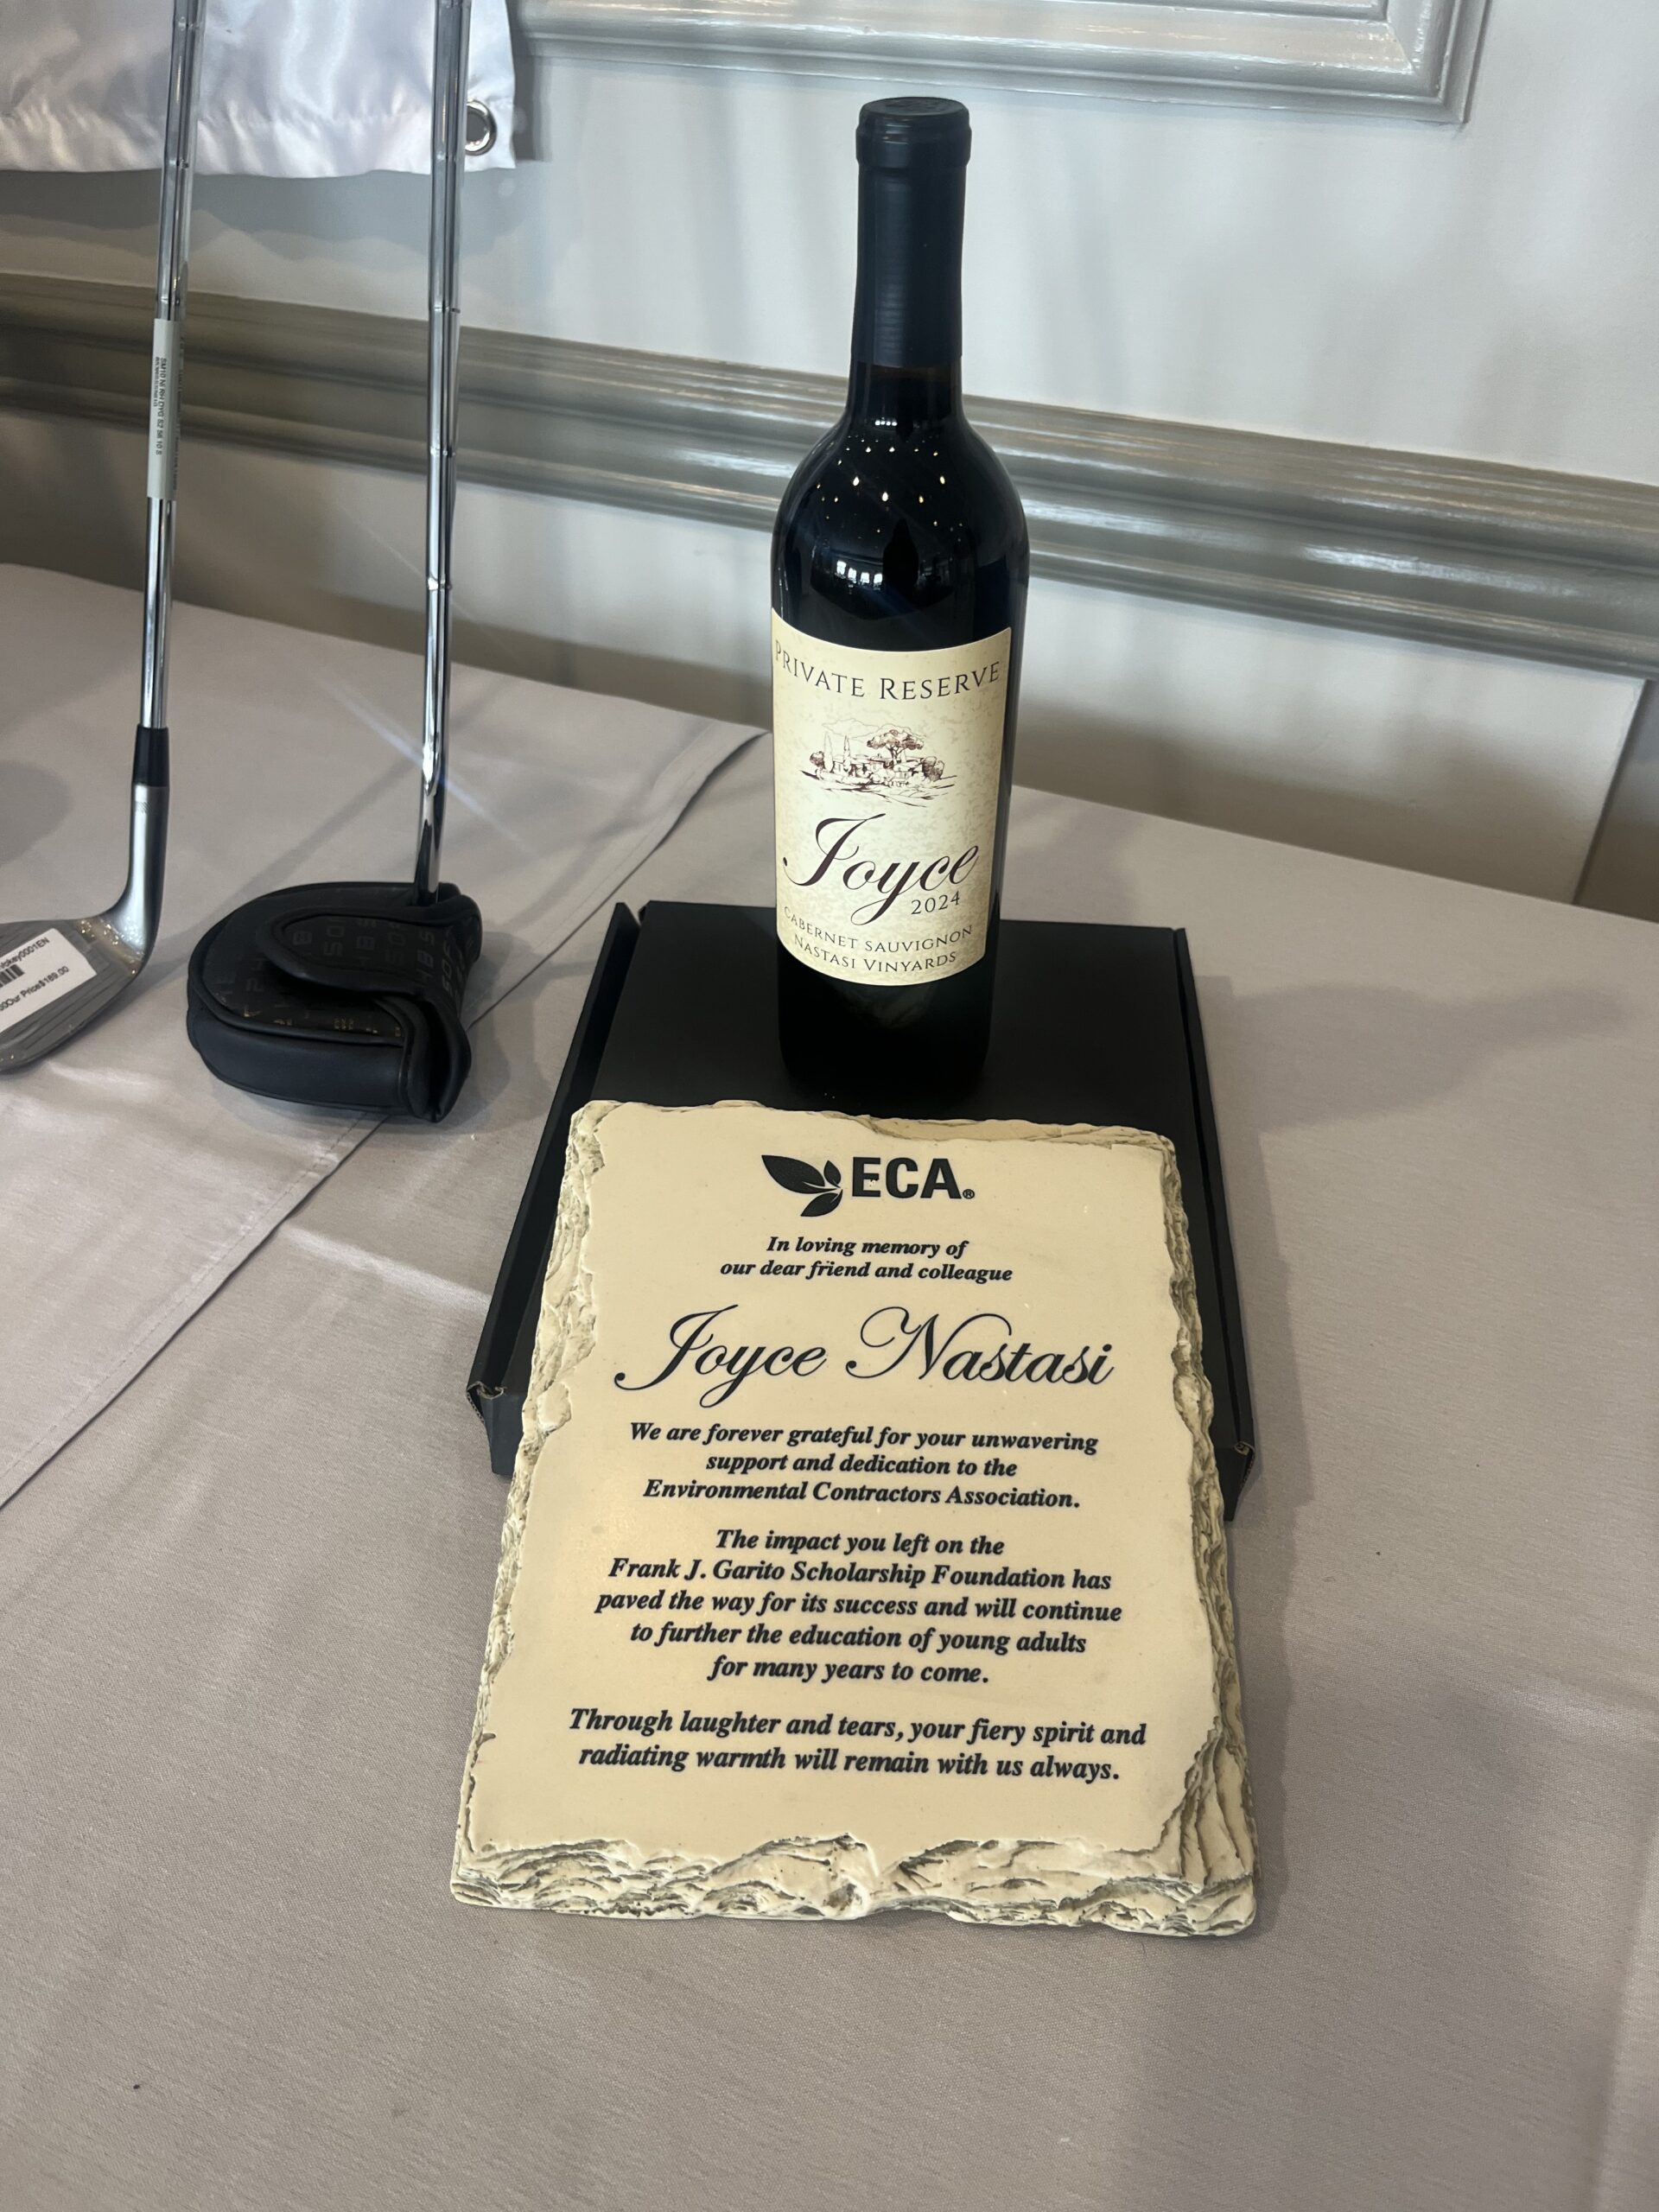 PRIVATE RESERVE
Joyce
2024
CABERNET SAUVIGNON
NASTASI VINYARDS
ECA®
In loving memory of
our dear friend and colleague
Joyce Nastasi
We are forever grateful for your unwavering
support and dedication to the
Environmental Contractors Association.
The impact you left on the
Frank J. Garito Scholarship Foundation has
paved the way for its success and will continue
to further the education of young adults
for many years to come.
Through laughter and tears, your fiery spirit and
radiating warmth will remain with us always.
Our Price$189.00